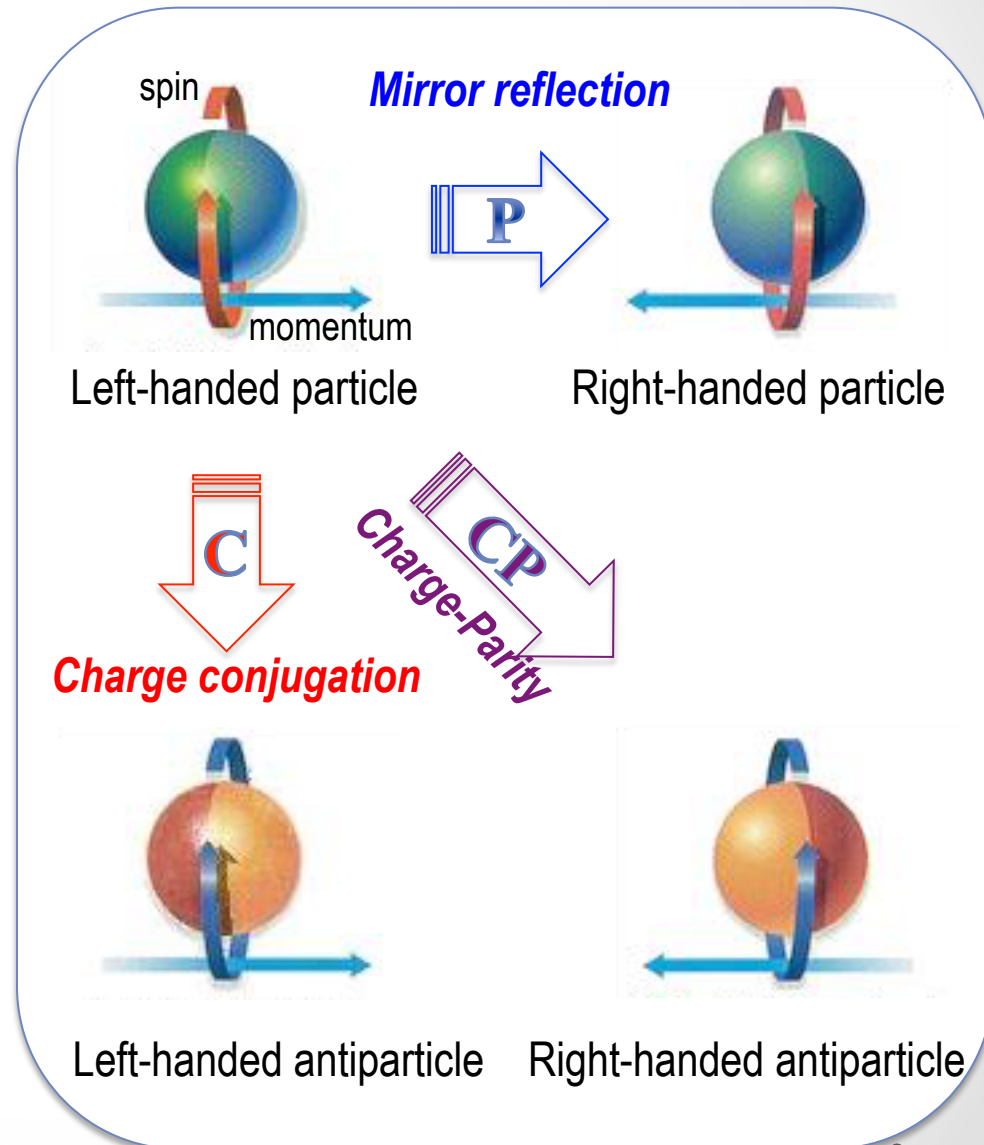 spin
Mirror reflection
P
momentum
Left-handed particle
Right-handed particle
C
CP
Charge-Parity
Charge conjugation
Left-handed antiparticle
Right-handed antiparticle